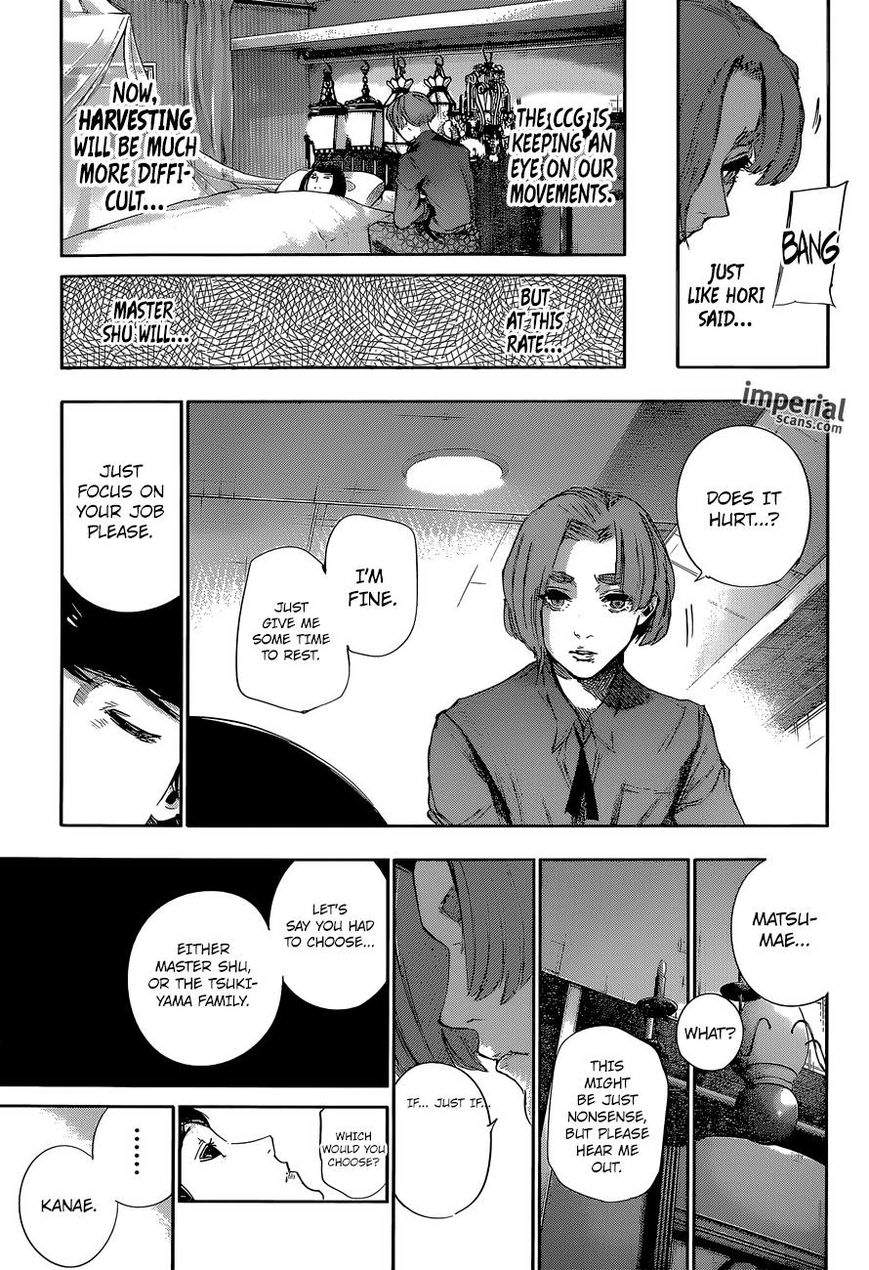 BANG
JUST
LIKE HORI
SAID...
THE CCG IS
KEEPING AN
EYE ON OUR
MOVEMENTS.
NOW,
HARVESTING
WILL BE MUCH
MORE DIFFI-
CULT...
BUT
AT THIS
RATE...
MASTER
SHU WILL...
imperial
scans.com
DOES IT
HURT...?
I'M
FINE.
JUST
GIVE ME
SOME TIME
TO REST.
JUST
FOCUS ON
YOUR JOB
PLEASE.
MATSU-
MAE...
WHAT?
THIS
MIGHT
BE JUST
NONSENSE,
BUT PLEASE
HEAR ME
OUT.
IF... JUST IF...
LET'S
SAY YOU HAD
TO CHOOSE...
EITHER
MASTER SHU,
OR THE TSUKI-
YAMA FAMILY.
WHICH
WOULD YOU
CHOOSE?
......
KANAE.